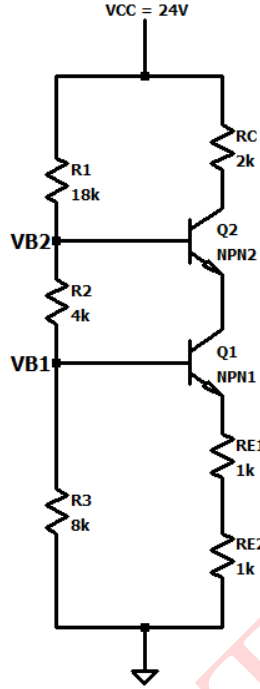 VCC = 24V
RC
2k
R1
18k
Q2
VB2
NPN2
R2
4k
Q1
VB1
NPN1
RE1
1k
R3
8k
RE2
1k